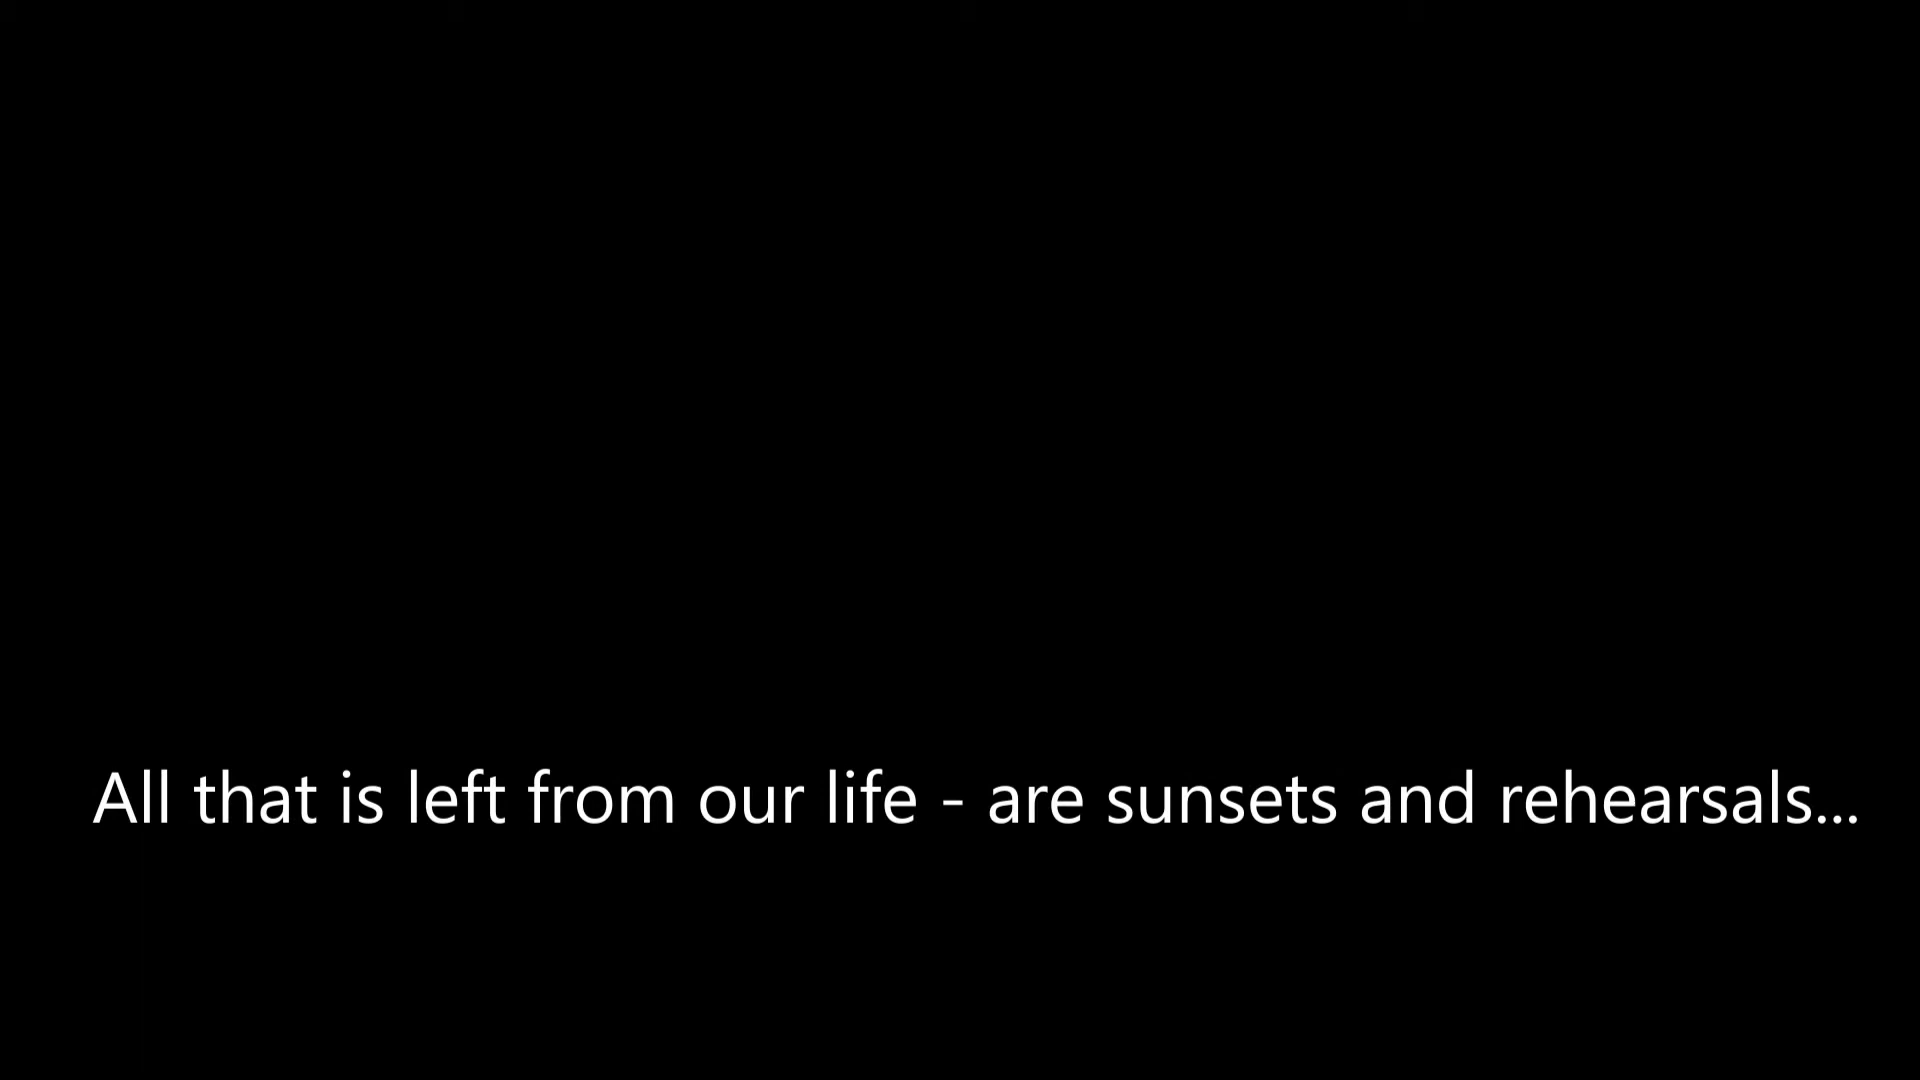 All that is left from our life - are sunsets and rehearsals...